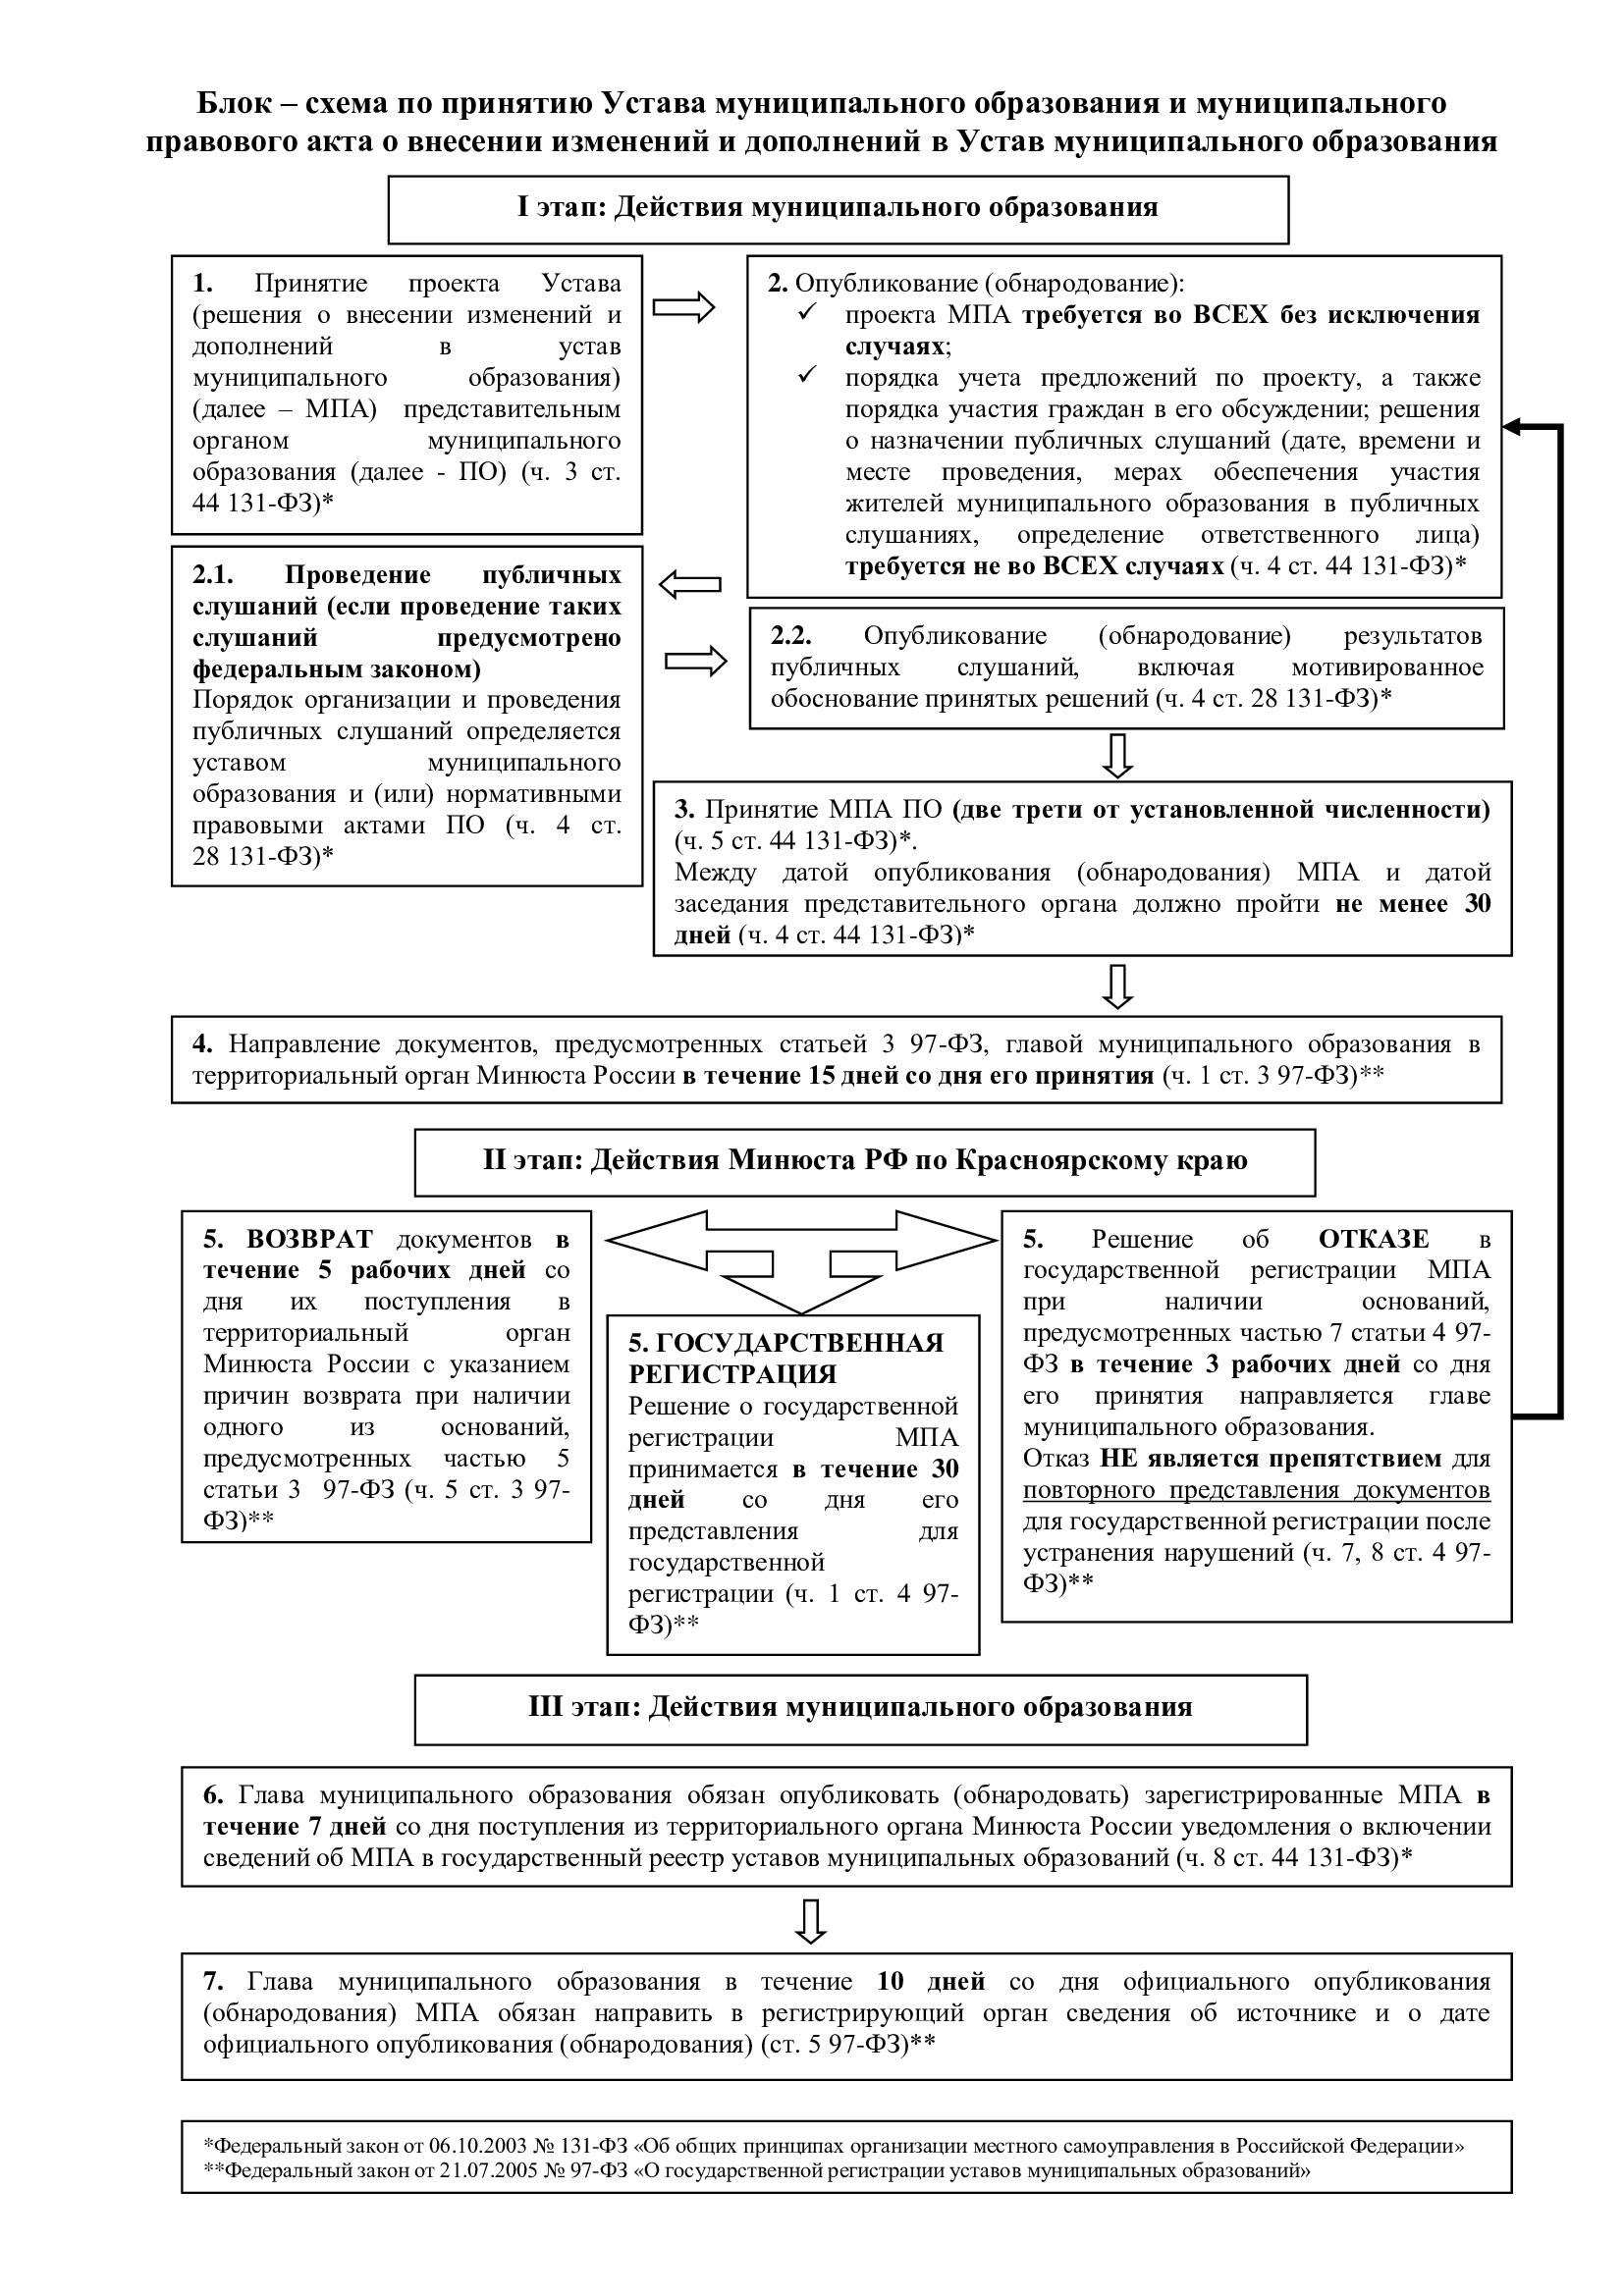 Блок – схема по принятию Устава муниципального образования и муниципального
правового акта о внесении изменений и дополнений в Устав муниципального образования
I этап: Действия муниципального образования
1. Принятие проекта Устава
(решения о внесении изменений и
дополнений в устав
муниципального образования)
(далее – МПА) представительным
органом муниципального
образования (далее - ПО) (ч. 3 ст.
44 131-ФЗ)*
2. Опубликование (обнародование):
✓ проекта МПА требуется во ВСЕХ без исключения
случаях;
✓ порядка учета предложений по проекту, а также
порядка участия граждан в его обсуждении; решения
о назначении публичных слушаний (дате, времени и
месте проведения, мерах обеспечения участия
жителей муниципального образования в публичных
слушаниях, определение ответственного лица)
требуется не во ВСЕХ случаях (ч. 4 ст. 44 131-ФЗ)*
2.1. Проведение публичных
слушаний (если проведение таких
слушаний предусмотрено
федеральным законом)
Порядок организации и проведения
публичных слушаний определяется
уставом муниципального
образования и (или) нормативными
правовыми актами ПО (ч. 4 ст.
28 131-ФЗ)*
2.2. Опубликование (обнародование) результатов
публичных слушаний, включая мотивированное
обоснование принятых решений (ч. 4 ст. 28 131-ФЗ)*
3. Принятие МПА ПО (две трети от установленной численности)
(ч. 5 ст. 44 131-ФЗ)*.
Между датой опубликования (обнародования) МПА и датой
заседания представительного органа должно пройти не менее 30
дней (ч. 4 ст. 44 131-ФЗ)*
4. Направление документов, предусмотренных статьей 3 97-ФЗ, главой муниципального образования в
территориальный орган Минюста России в течение 15 дней со дня его принятия (ч. 1 ст. 3 97-ФЗ)**
II этап: Действия Минюста РФ по Красноярскому краю
5. ВОЗВРАТ документов в
течение 5 рабочих дней со
дня их поступления в
территориальный орган
Минюста России с указанием
причин возврата при наличии
одного из оснований,
предусмотренных частью 5
статьи 3 97-ФЗ (ч. 5 ст. 3 97-
ФЗ)**
5. ГОСУДАРСТВЕННАЯ
РЕГИСТРАЦИЯ
Решение о государственной
регистрации МПА
принимается в течение 30
дней со дня его
представления для
государственной
регистрации (ч. 1 ст. 4 97-
ФЗ)**
5. Решение об ОТКАЗЕ в
государственной регистрации МПА
при наличии оснований,
предусмотренных частью 7 статьи 4 97-
ФЗ в течение 3 рабочих дней со дня
его принятия направляется главе
муниципального образования.
Отказ НЕ является препятствием для
повторного представления документов
для государственной регистрации после
устранения нарушений (ч. 7, 8 ст. 4 97-
ФЗ)**
III этап: Действия муниципального образования
6. Глава муниципального образования обязан опубликовать (обнародовать) зарегистрированные МПА в
течение 7 дней со дня поступления из территориального органа Минюста России уведомления о включении
сведений об МПА в государственный реестр уставов муниципальных образований (ч. 8 ст. 44 131-ФЗ)*
7. Глава муниципального образования в течение 10 дней со дня официального опубликования
(обнародования) МПА обязан направить в регистрирующий орган сведения об источнике и о дате
официального опубликования (обнародования) (ст. 5 97-ФЗ)**
*Федеральный закон от 06.10.2003 № 131-ФЗ «Об общих принципах организации местного самоуправления в Российской Федерации»
**Федеральный закон от 21.07.2005 № 97-ФЗ «О государственной регистрации уставов муниципальных образований»